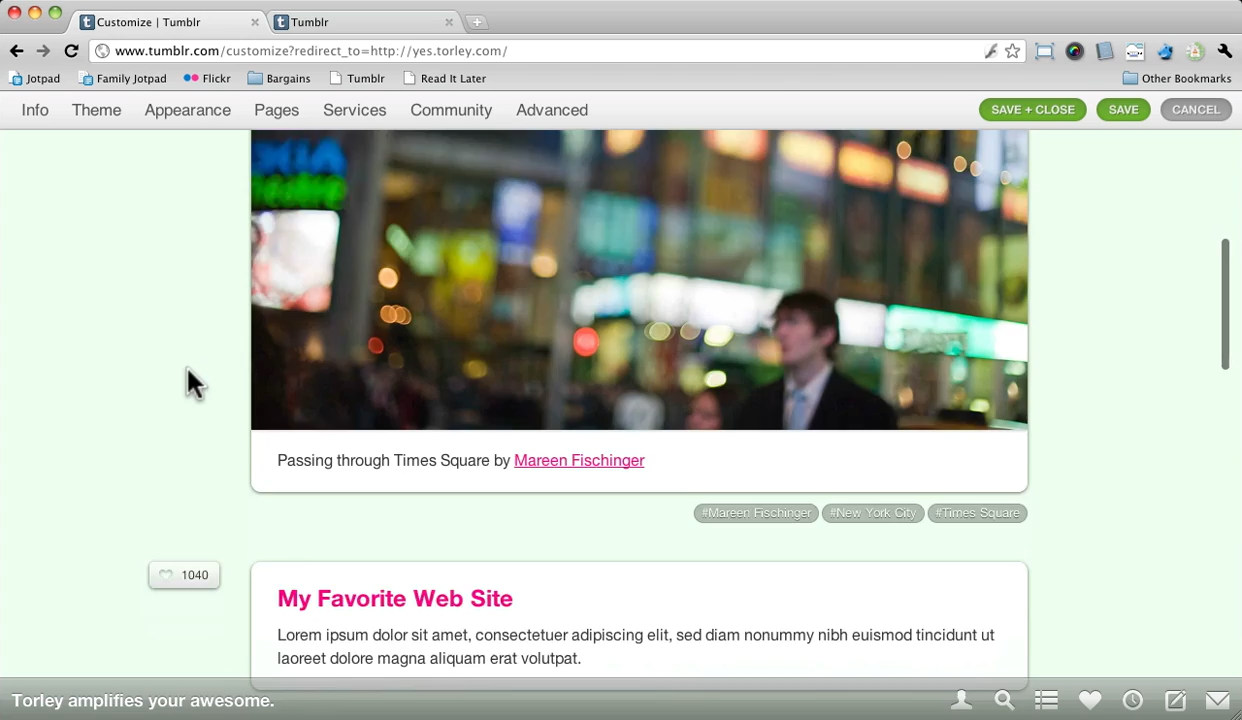 Customize | Tumblr
Tumblr
www.tumblr.com/customize?redirect_to=http://yes.torley.com/
Jotpad
Family Jotpad
Flickr
Bargains
Tumblr
Read It Later
Other Bookmarks
Info
Theme
Appearance
Pages
Services
Community
Advanced
SAVE + CLOSE
SAVE
CANCEL
Passing through Times Square by Mareen Fischinger
#Mareen Fischinger
#New York City
#Times Square
1040
My Favorite Web Site
Lorem ipsum dolor sit amet, consectetuer adipiscing elit, sed diam nonummy nibh euismod tincidunt ut
laoreet dolore magna aliquam erat volutpat.
Torley amplifies your awesome.